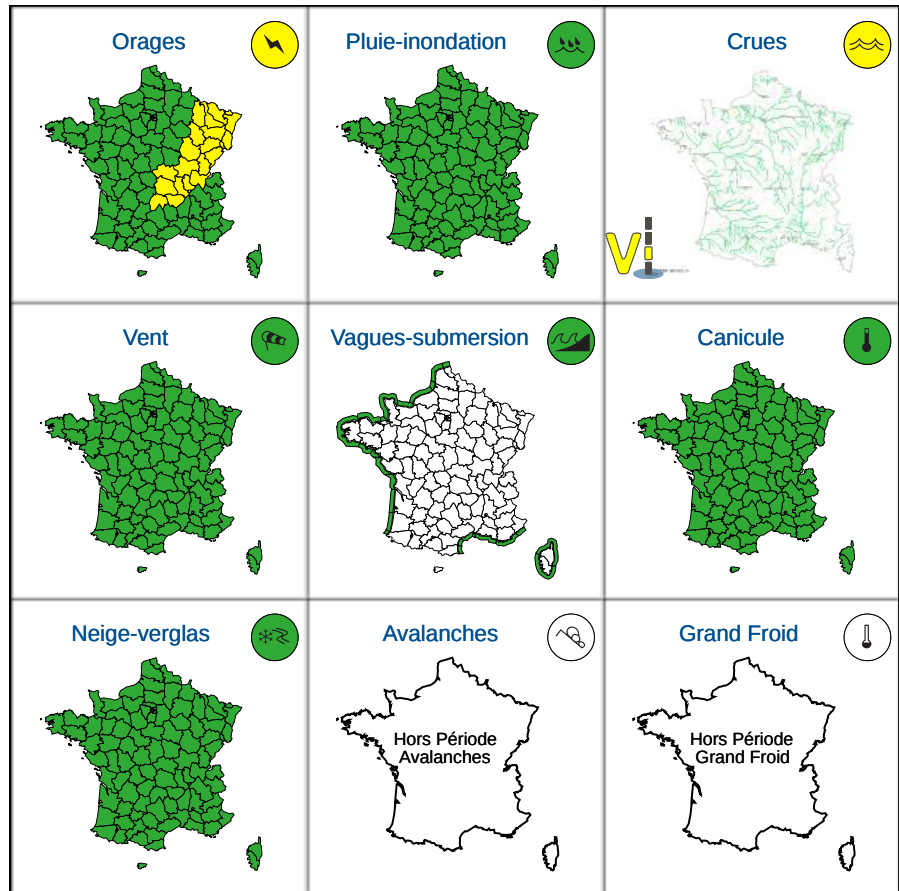 Orages
Pluie-inondation
Crues
Vi
Vent
Vagues-submersion
Canicule
Neige-verglas
Avalanches
Grand Froid
Hors Période
Avalanches
Hors Période
Grand Froid